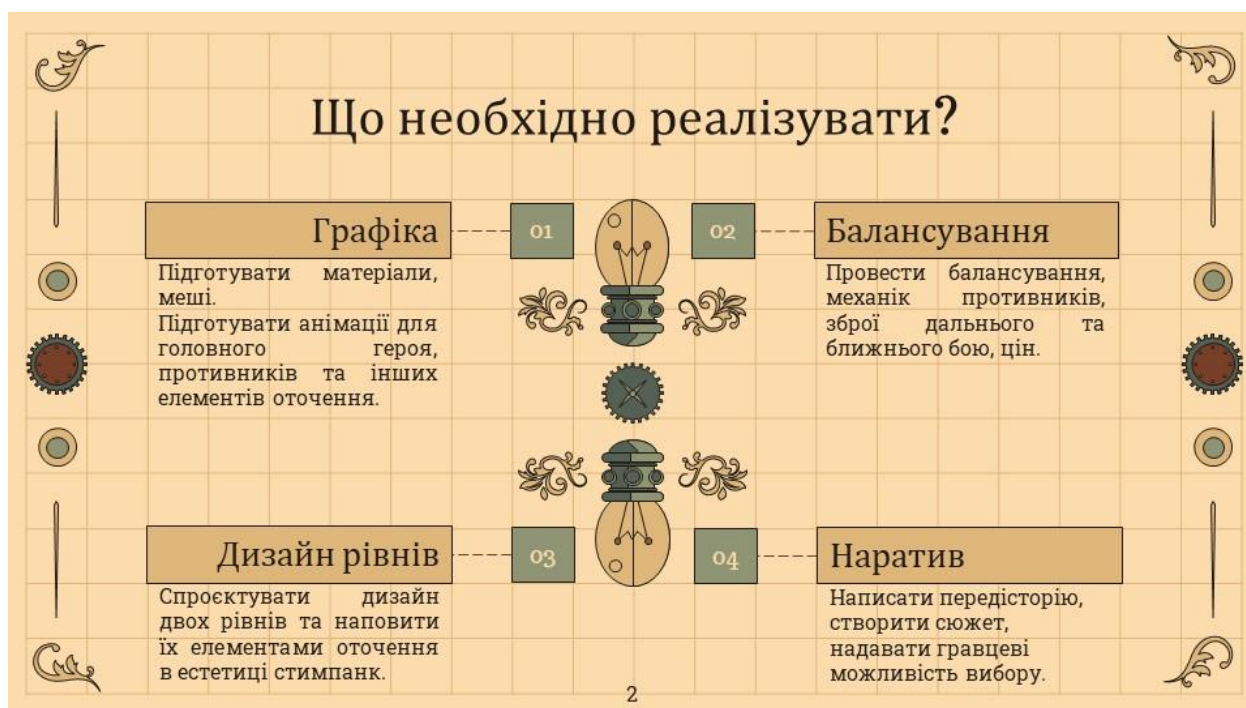 Що необхідно реалізувати?
Графіка
01
Підготувати матеріали,
меші.
Підготувати анімації для
головного героя,
противників та інших
елементів оточення.
02
Балансування
Провести балансування,
механік противників,
зброї дальнього та
ближнього бою, цін.
Дизайн рівнів
03
Спроєктувати дизайн
двох рівнів та наповити
їх елементами оточення
в естетиці стимпанк.
04
Наратив
Написати передісторію,
створити сюжет,
надавати гравцеві
можливість вибору.
2